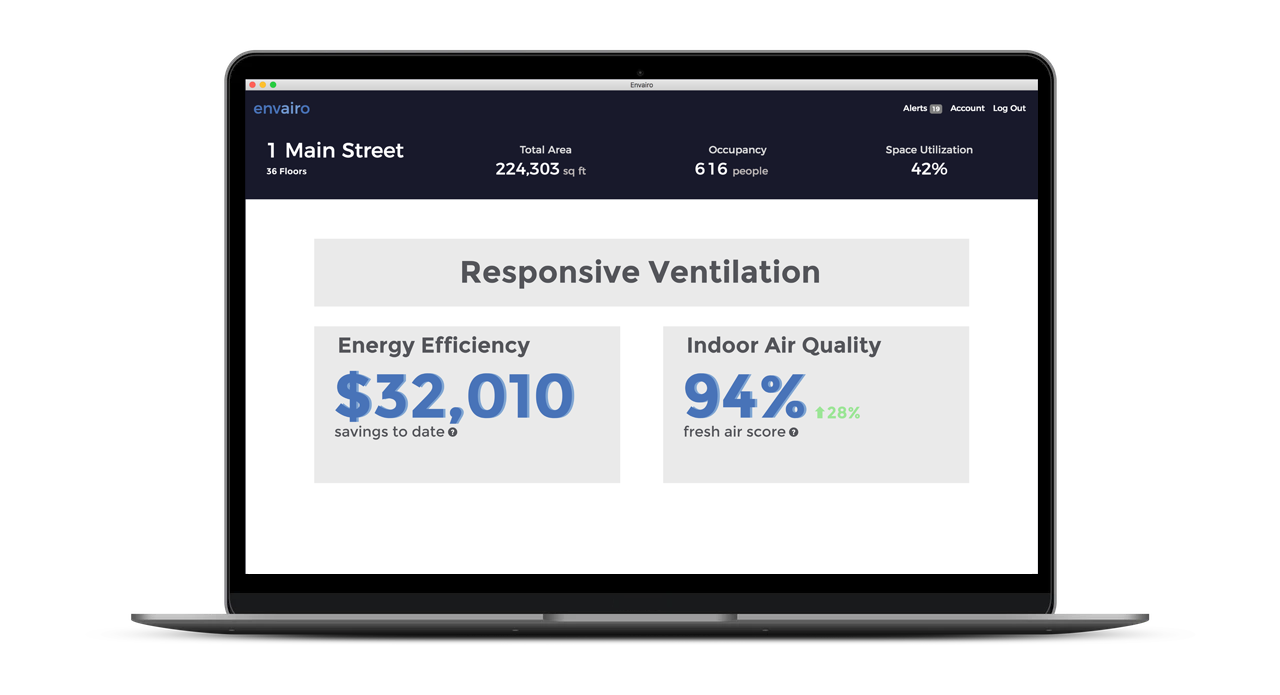 Envairo
envairo
Alerts 19 Account Log Out
1 Main Street
36 Floors
Total Area
224,303 sq ft
Occupancy
616 people
Space Utilization
42%
Responsive Ventilation
Energy Efficiency
$32,010
savings to date ?
Indoor Air Quality
94% 28%
fresh air score ?